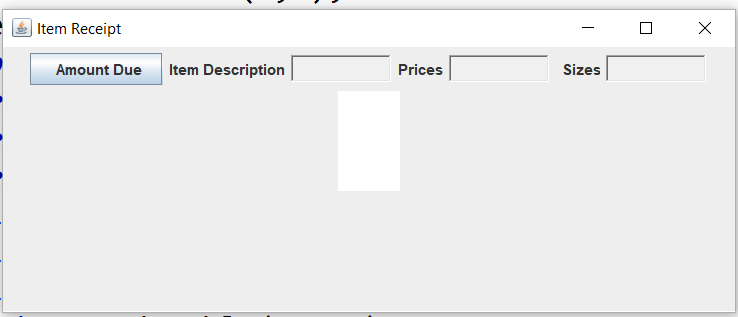 Item Receipt
Amount Due Item Description Prices Sizes